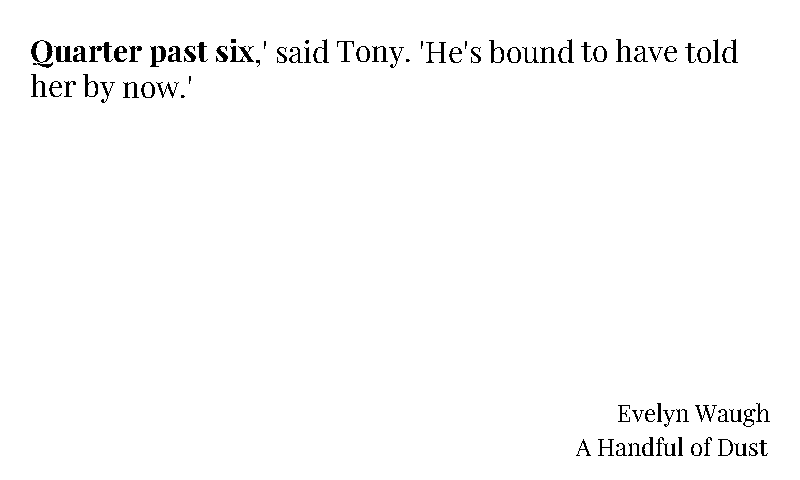 Quarter past six,' said Tony. 'He's bound to have told
her by now.'
Evelyn Waugh
A Handful of Dust